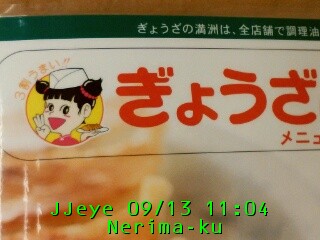 ぎょうざの満洲は、全店舗で調理油
3割うまい!!
ぎょうざ
メニュ
JJeye 09/13 11:04
Nerima-ku